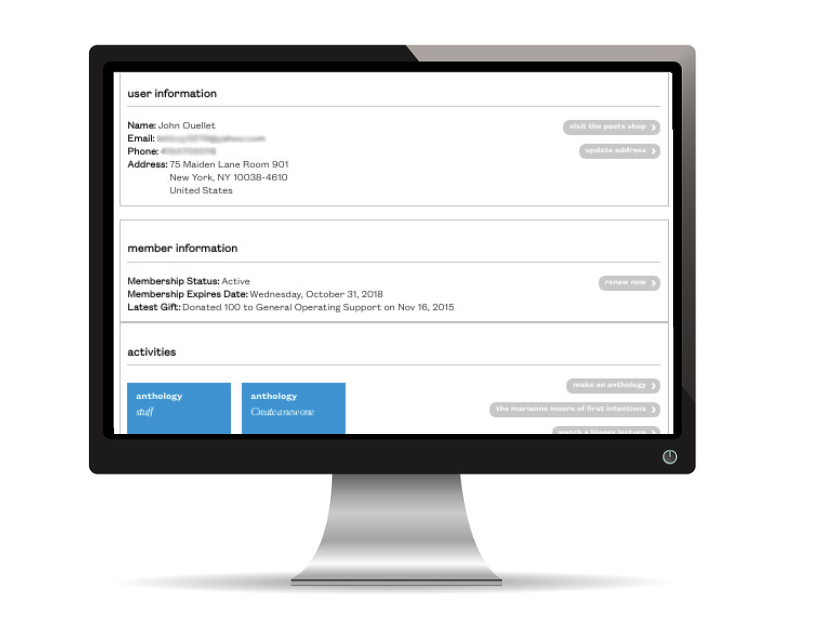 user information
Name: John Ouellet
visit the poets shop
Email:
Phone:
update address
Address: 75 Maiden Lane Room 901
New York, NY 10038-4610
United States
member information
Membership Status: Active
renew now
Membership Expires Date: Wednesday, October 31, 2018
Latest Gift: Donated 100 to General Operating Support on Nov 16, 2015
activities
make an anthology
anthology
stuff
anthology
Create a new one
the marianne moore of first intentions
watch a blaney lecture